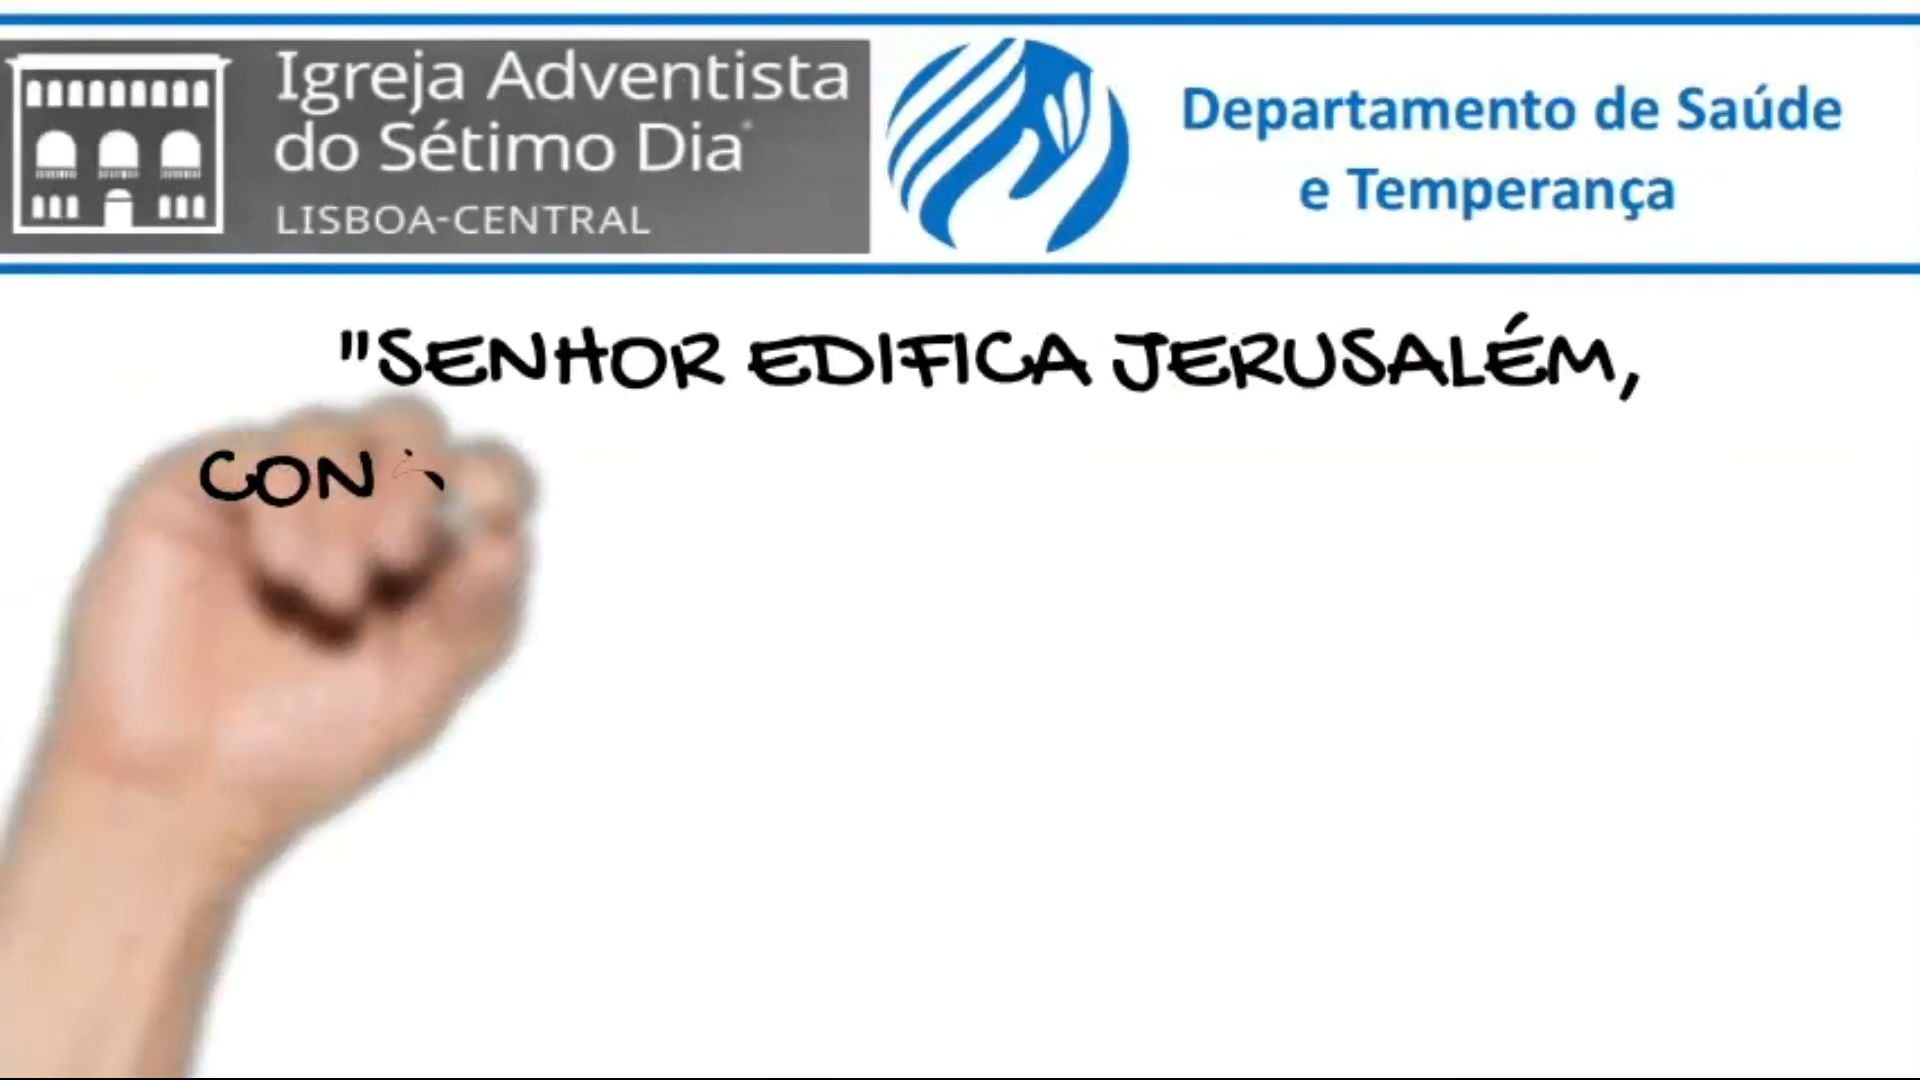 Igreja Adventista
do Sétimo Dia
LISBOA-CENTRAL
Departamento de Saúde
e Temperança
"SENHOR EDIFICA JERUSALÉM,
CON